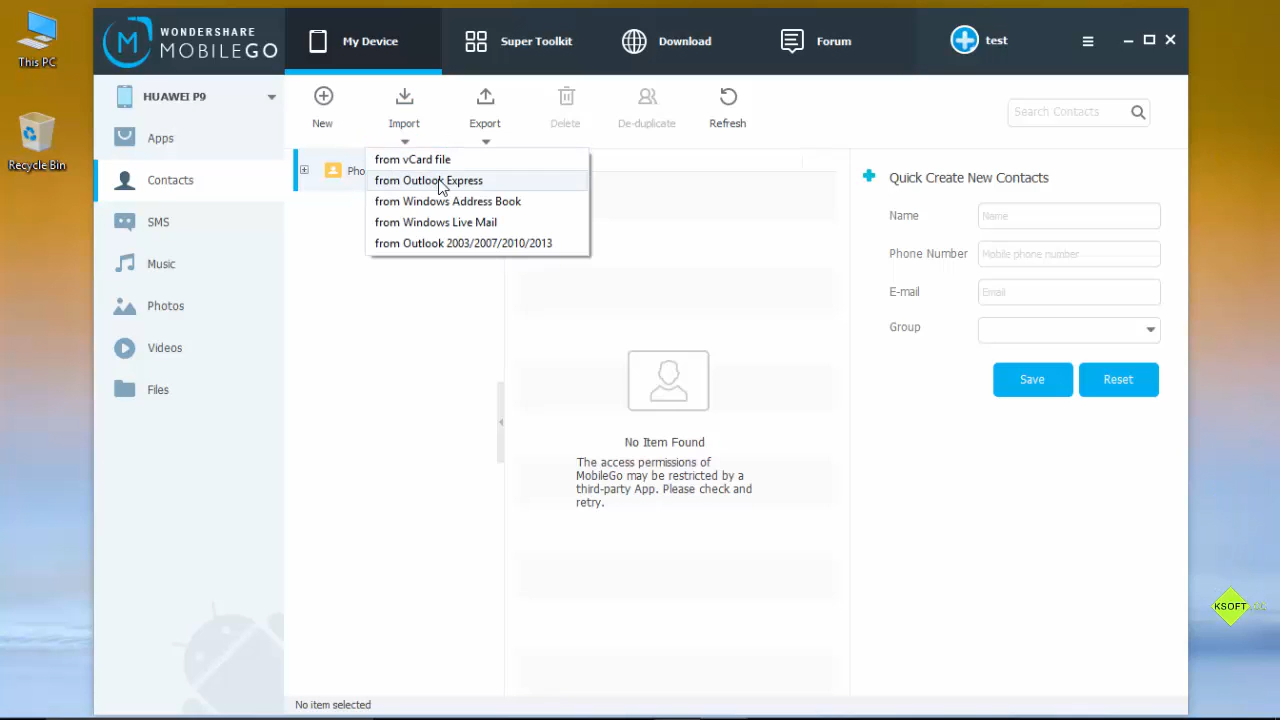 This PC
Recycle Bin
WONDERSHARE
MOBILEGO
My Device
Super Toolkit
Download
Forum
test
HUAWEI P9
Apps
Contacts
SMS
Music
Photos
Videos
Files
New
Import
Export
Delete
De-duplicate
Refresh
Search Contacts
Pho
from vCard file
from Outlook Express
from Windows Address Book
from Windows Live Mail
from Outlook 2003/2007/2010/2013
No Item Found
The access permissions of
MobileGo may be restricted by a
third-party App. Please check and
retry.
Quick Create New Contacts
Name
Name
Phone Number
Mobile phone number
E-mail
Email
Group
Save
Reset
No item selected
KSOFT